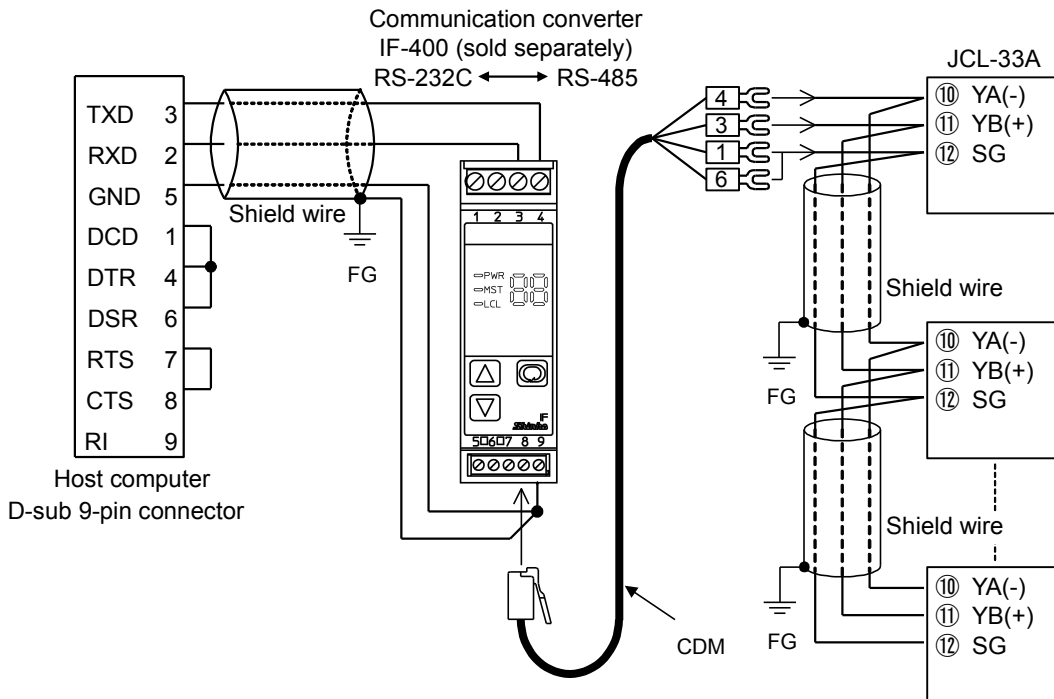 Communication converter
IF-400 (sold separately)
RS-232C RS-485
JCL-33A
TXD 3
RXD 2
GND 5
DCD 1
DTR 4
DSR 6
RTS 7
CTS 8
RI 9
Host computer
D-sub 9-pin connector
Shield wire
FG
1 2 3 4
PWR
MST
LCL
88
IF
Shinko
5 6 7 8 9
4
3
1
6
CDM
⑩ YA(-)
⑪ YB(+)
⑫ SG
Shield wire
FG
⑩ YA(-)
⑪ YB(+)
⑫ SG
Shield wire
FG
⑩ YA(-)
⑪ YB(+)
⑫ SG